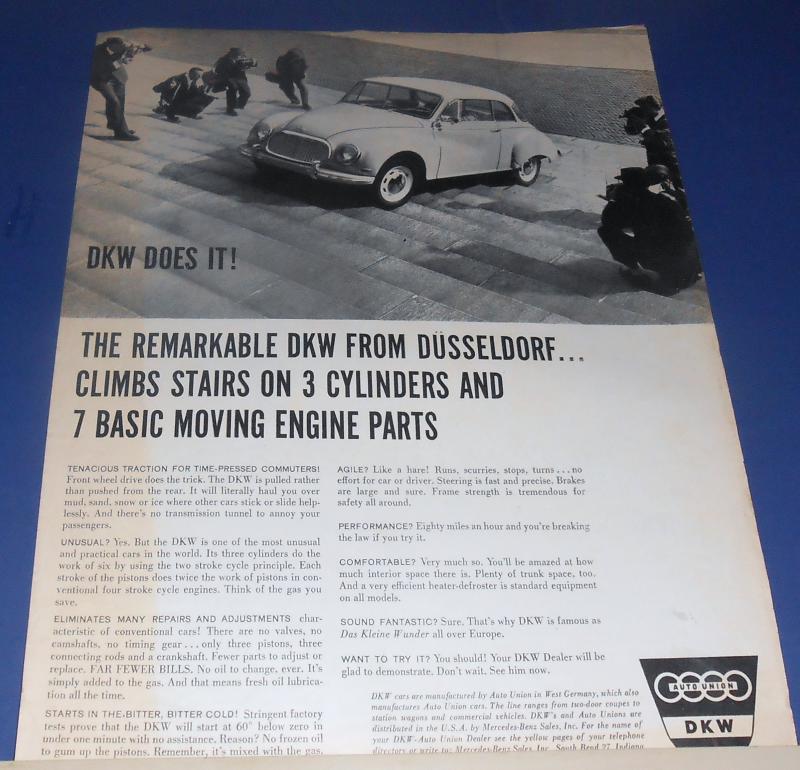 DKW DOES IT!
THE REMARKABLE DKW FROM DÜSSELDORF...
CLIMBS STAIRS ON 3 CYLINDERS AND
7 BASIC MOVING ENGINE PARTS
TENACIOUS TRACTION FOR TIME-PRESSED COMMUTERS!
Front wheel drive does the trick. The DKW is pulled rather
than pushed from the rear. It will literally haul you over
mud, sand, snow or ice where other cars stick or slide help-
lessly. And there's no transmission tunnel to annoy your
passengers.
UNUSUAL? Yes. But the DKW is one of the most unusual
and practical cars in the world. Its three cylinders do the
work of six by using the two stroke cycle principle. Each
stroke of the pistons does twice the work of pistons in con-
ventional four stroke cycle engines. Think of the gas you
save.
ELIMINATES MANY REPAIRS AND ADJUSTMENTS char-
acteristic of conventional cars! There are no valves, no
camshafts, no timing gear...only three pistons, three
connecting rods and a crankshaft. Fewer parts to adjust or
replace. FAR FEWER BILLS. No oil to change, ever. It's
simply added to the gas. And that means fresh oil lubrica-
tion all the time.
STARTS IN THE BITTER, BITTER COLD! Stringent factory
tests prove that the DKW will start at 60° below zero in
under one minute with no assistance. Reason? No frozen oil
to gum up the pistons. Remember, it's mixed with the gas.
AGILE? Like a hare! Runs, scurries, stops, turns...no
effort for car or driver. Steering is fast and precise. Brakes
are large and sure. Frame strength is tremendous for
safety all around.
PERFORMANCE? Eighty miles an hour and you're breaking
the law if you try it.
COMFORTABLE? Very much so. You'll be amazed at how
much interior space there is. Plenty of trunk space, too.
And a very efficient heater-defroster is standard equipment
on all models.
SOUND FANTASTIC? Sure. That's why DKW is famous as
Das Kleine Wunder all over Europe.
WANT TO TRY IT? You should! Your DKW Dealer will be
glad to demonstrate. Don't wait. See him now.
DKW cars are manufactured by Auto Union in West Germany, which also
manufactures Auto Union cars. The line ranges from two-door coupes to
station wagons and commercial vehicles. DKW's and Auto Unions are
distributed in the U.S.A. by Mercedes-Benz Sales, Inc. For the name of
your DKW-Auto Union Dealer see the yellow pages of your telephone
directory or write to: Mercedes-Benz Sales, Inc., South Bend 27, Indiana
AUTO UNION
DKW